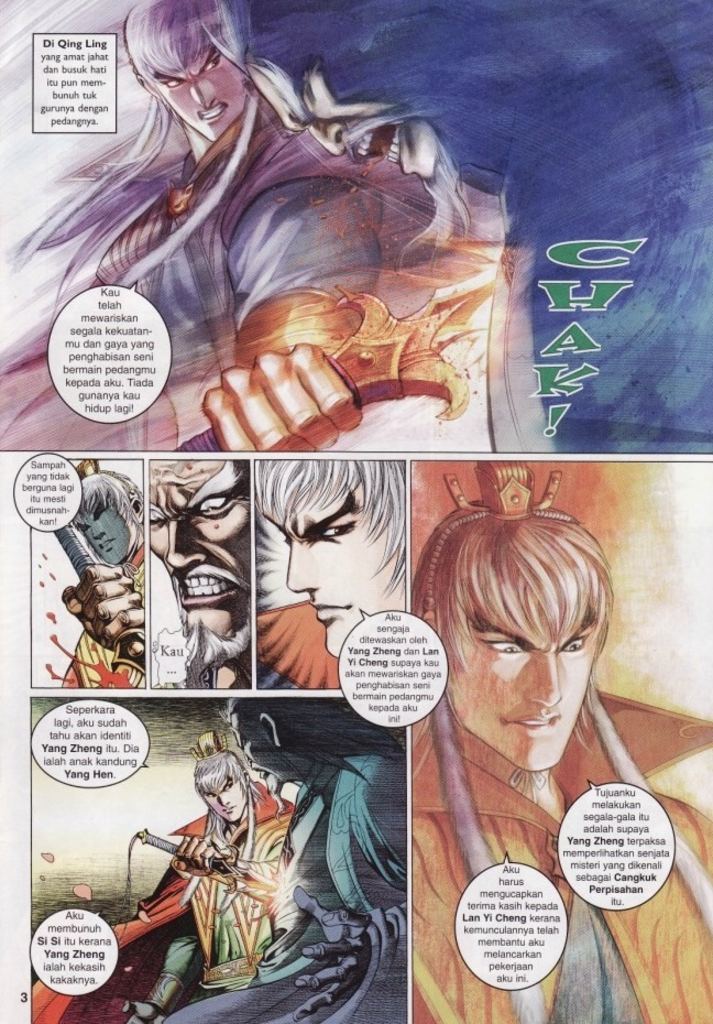 Di Qing Ling
yang amat jahat
dan busuk hati
itu pun mem-
bunuh tuk
gurunya dengan
pedangnya.
Kau
telah
mewariskan
segala kekuatan-
mu dan gaya yang
penghabisan seni
bermain pedangmu
kepada aku. Tiada
gunanya kau
hidup lagi!
CHAK!
Sampah
yang tidak
berguna lagi
itu mesti
dimusnah-
kan!
Kau
...
Aku
sengaja
ditewaskan oleh
Yang Zheng dan Lan
Yi Cheng supaya kau
akan mewariskan gaya
penghabisan seni
bermain pedangmu
kepada aku
ini!
Seperkara
lagi, aku sudah
tahu akan identiti
Yang Zheng itu. Dia
ialah anak kandung
Yang Hen.
Aku
membunuh
Si Si itu kerana
Yang Zheng
ialah kekasih
kakaknya.
Tujuanku
melakukan
segala-gala itu
adalah supaya
Yang Zheng terpaksa
memperlihatkan senjata
misteri yang dikenali
sebagai Cangkuk
Perpisahan
itu.
Aku
harus
mengucapkan
terima kasih kepada
Lan Yi Cheng kerana
kemunculannya telah
membantu aku
melancarkan
pekerjaan
aku ini.
3